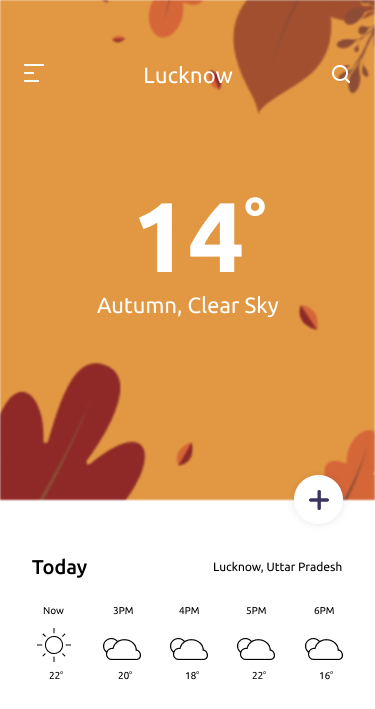 Lucknow
14°
Autumn, Clear Sky
Today
Lucknow, Uttar Pradesh
Now 3PM 4PM 5PM 6PM
22° 20° 18° 22° 16°